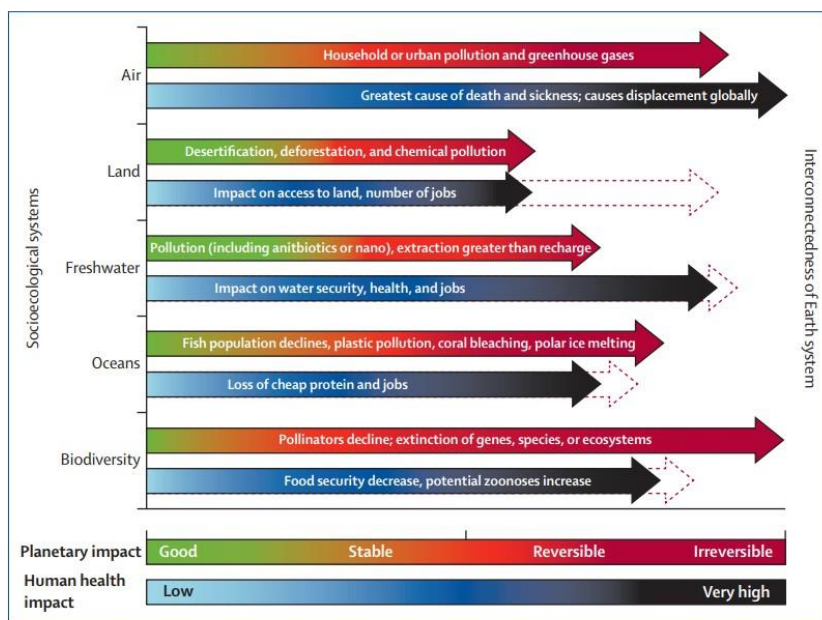 Socioecological systems
Air
Household or urban pollution and greenhouse gases
Greatest cause of death and sickness; causes displacement globally
Land
Desertification, deforestation, and chemical pollution
Impact on access to land, number of jobs
Freshwater
Pollution (including anitbiotics or nano), extraction greater than recharge
Impact on water security, health, and jobs
Oceans
Fish population declines, plastic pollution, coral bleaching, polar ice melting
Loss of cheap protein and jobs
Biodiversity
Pollinators decline; extinction of genes, species, or ecosystems
Food security decrease, potential zoonoses increase
Interconnectedness of Earth system
Planetary impact
Good Stable Reversible Irreversible
Human health
impact
Low Very high